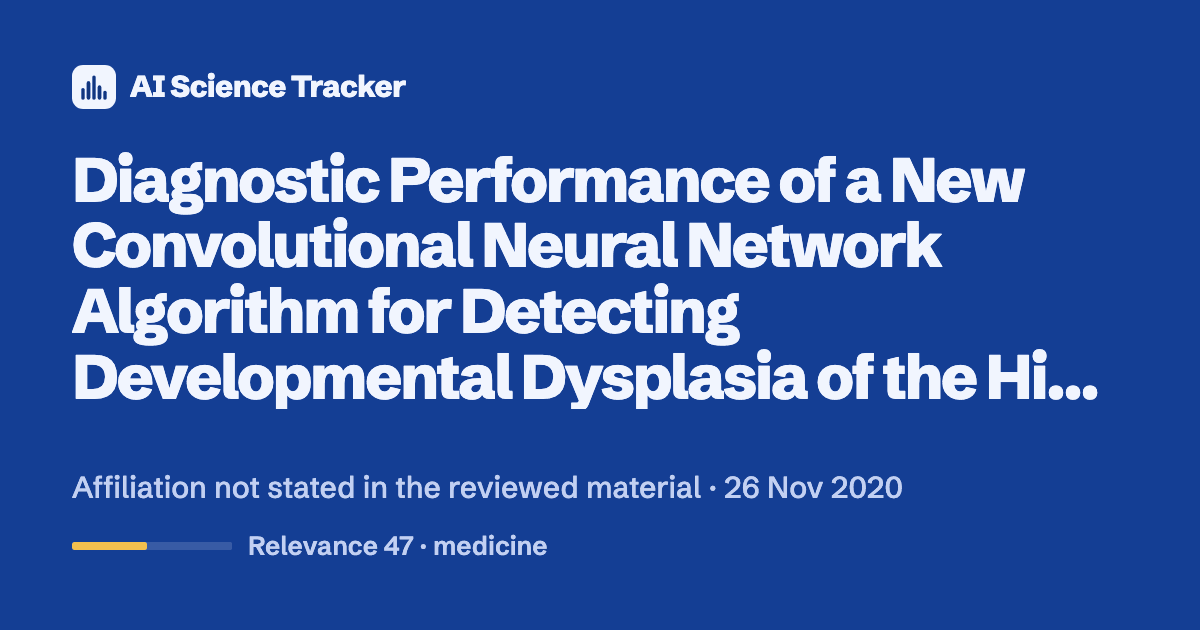 AI Science Tracker
Diagnostic Performance of a New
Convolutional Neural Network
Algorithm for Detecting
Developmental Dysplasia of the Hi...
Affiliation not stated in the reviewed material · 26 Nov 2020
Relevance 47 · medicine